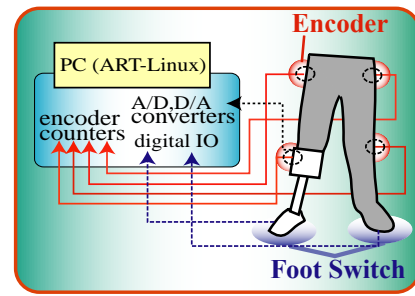 Encoder
PC (ART-Linux)
A/D,D/A
converters
encoder
counters
digital IO
Foot Switch